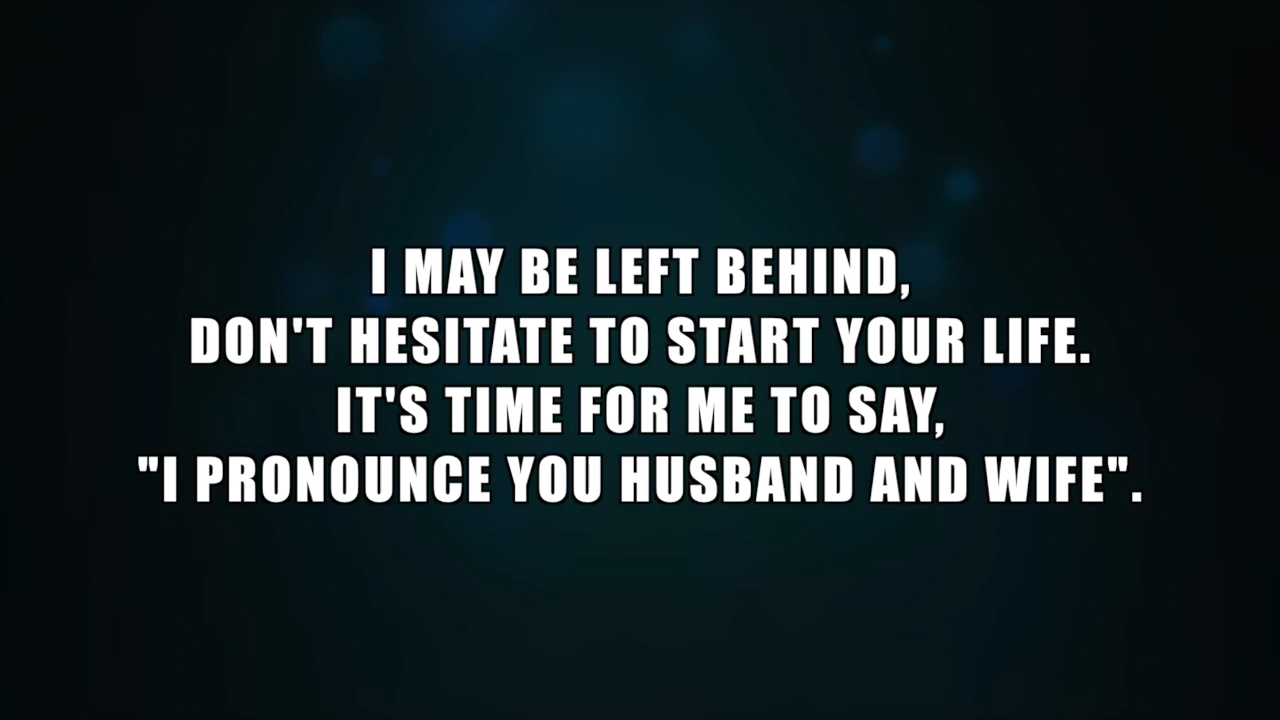 I MAY BE LEFT BEHIND,
DON'T HESITATE TO START YOUR LIFE.
IT'S TIME FOR ME TO SAY,
"I PRONOUNCE YOU HUSBAND AND WIFE".